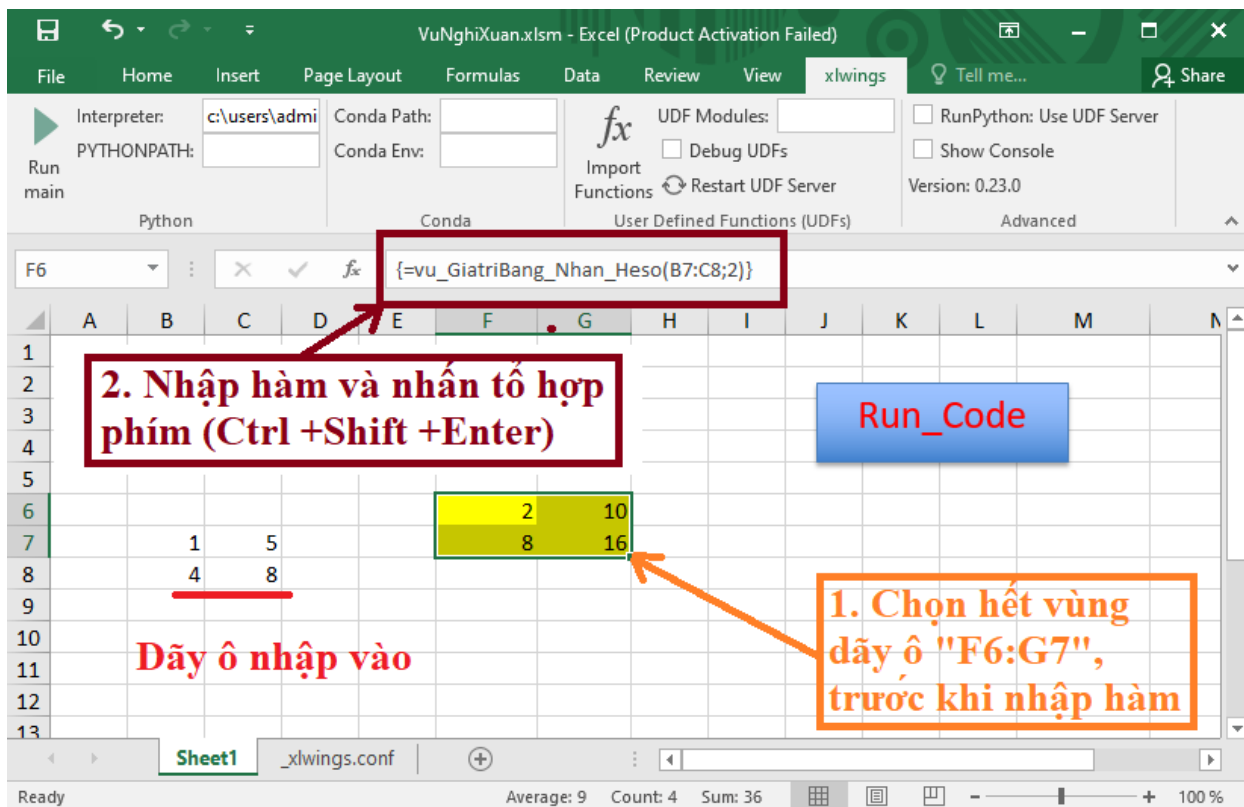 VuNghiXuan.xlsm - Excel (Product Activation Failed)
File Home Insert Page Layout Formulas Data Review View xlwings Tell me... Share
Interpreter: c:\users\admi Conda Path: UDF Modules: RunPython: Use UDF Server
PYTHONPATH: Conda Env: Debug UDFs Show Console
Run main
Import Functions
Restart UDF Server Version: 0.23.0
Python Conda User Defined Functions (UDFs) Advanced
F6 fx {=vu_GiatriBang_Nhan_Heso(B7:C8;2)}
A B C D E F G H I J K L M N
1
2
3
4
5
6
7
8
9
10
11
12
13
2. Nhập hàm và nhấn tổ hợp
phím (Ctrl +Shift +Enter)
Run_Code
2 10
1 5 8 16
4 8
Dãy ô nhập vào
1. Chọn hết vùng
dãy ô "F6:G7",
trước khi nhập hàm
Sheet1 _xlwings.conf
Ready Average: 9 Count: 4 Sum: 36 100 %